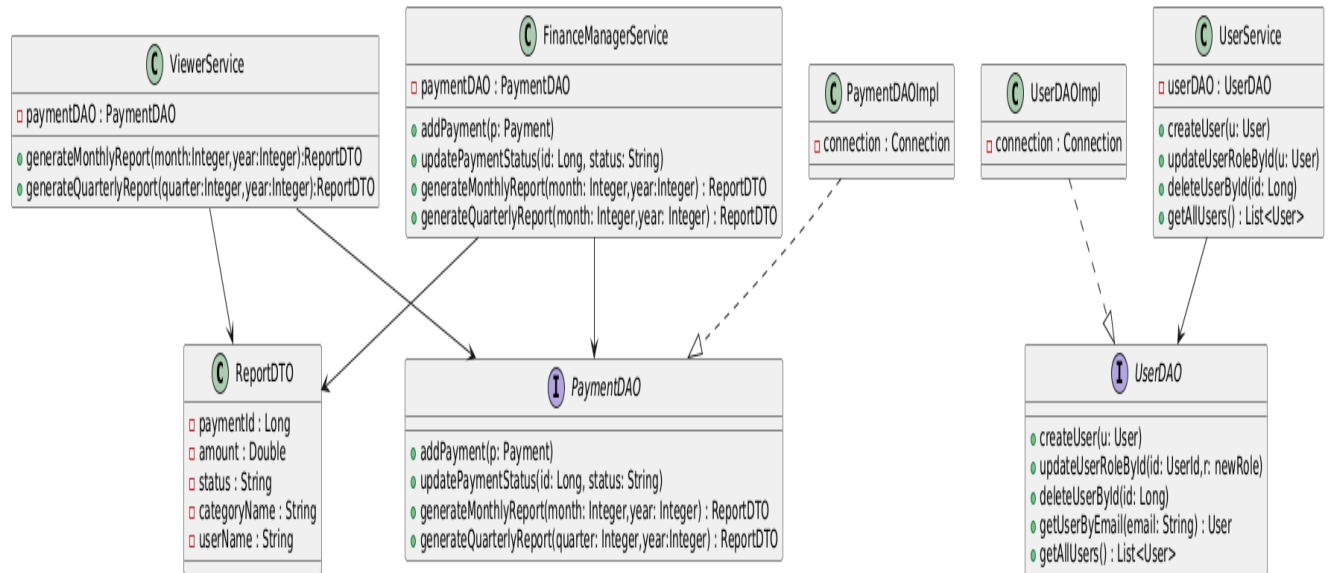 C ViewerService
paymentDAO : PaymentDAO
generateMonthlyReport(month:Integer,year:Integer):ReportDTO
generateQuarterlyReport(quarter:Integer,year:Integer):ReportDTO
C FinanceManagerService
paymentDAO : PaymentDAO
addPayment(p: Payment)
updatePaymentStatus(id: Long, status: String)
generateMonthlyReport(month: Integer,year:Integer) : ReportDTO
generateQuarterlyReport(month: Integer,year: Integer) : ReportDTO
C PaymentDAOImpl
connection : Connection
C UserDAOImpl
connection : Connection
C UserService
userDAO : UserDAO
createUser(u: User)
updateUserRoleById(u: User)
deleteUserById(id: Long)
getAllUsers() : List<User>
C ReportDTO
paymentId : Long
amount : Double
status : String
categoryName : String
userName : String
I PaymentDAO
addPayment(p: Payment)
updatePaymentStatus(id: Long, status: String)
generateMonthlyReport(month: Integer,year: Integer) : ReportDTO
generateQuarterlyReport(quarter: Integer,year:Integer) : ReportDTO
I UserDAO
createUser(u: User)
updateUserRoleById(id: UserId,r: newRole)
deleteUserById(id: Long)
getUserByEmail(email: String) : User
getAllUsers() : List<User>